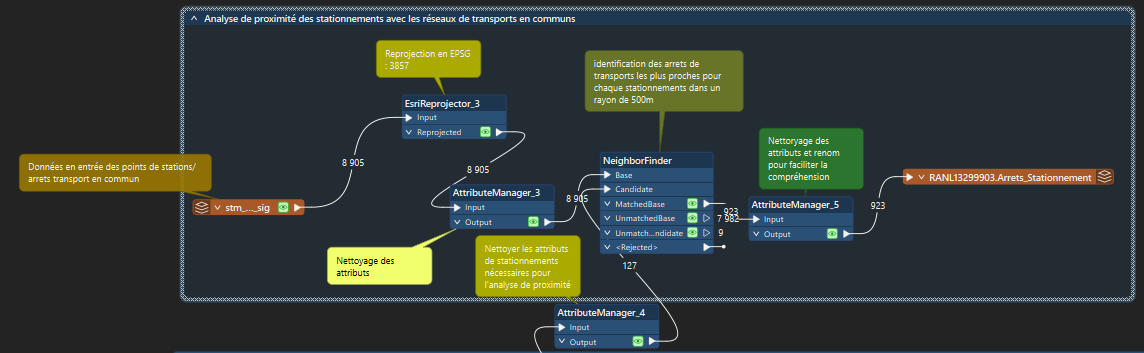 Analyse de proximité des stationnements avec les réseaux de transports en communs
Reprojection en EPSG
: 3857
EsriReprojector_3
Input
Reprojected
8 905
Données en entrée des points de stations/
arrets transport en commun
stm_..._sig
8 905
AttributeManager_3
Input
Output
Nettoyage des
attributs
8 905
identification des arrets de
transports les plus proches pour
chaque stationnements dans un
rayon de 500m
NeighborFinder
Base
Candidate
MatchedBase
UnmatchedBase
Unmatch...ndidate
<Rejected>
923
7 982
9
Nettoryage des
attributs et renom
pour faciliter la
compréhension
AttributeManager_5
Input
Output
923
RANL13299903.Arrets_Stationnement
Nettoyer les attributs
de stationnements
nécessaires pour
l'analyse de proximité
127
AttributeManager_4
Input
Output